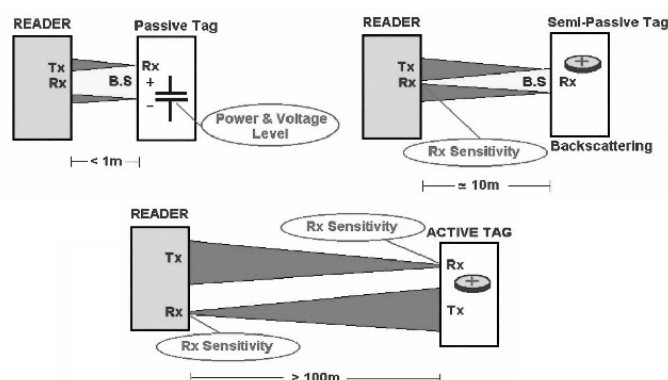 READER
Passive Tag
Tx
Rx
Rx
B.S
+
−
Power & Voltage
Level
< 1m
READER
Semi-Passive Tag
Tx
Rx
B.S
+
Rx
Rx Sensitivity
Backscattering
≃ 10m
READER
Rx Sensitivity
ACTIVE TAG
Tx
Rx
+
Rx
Tx
Rx Sensitivity
> 100m